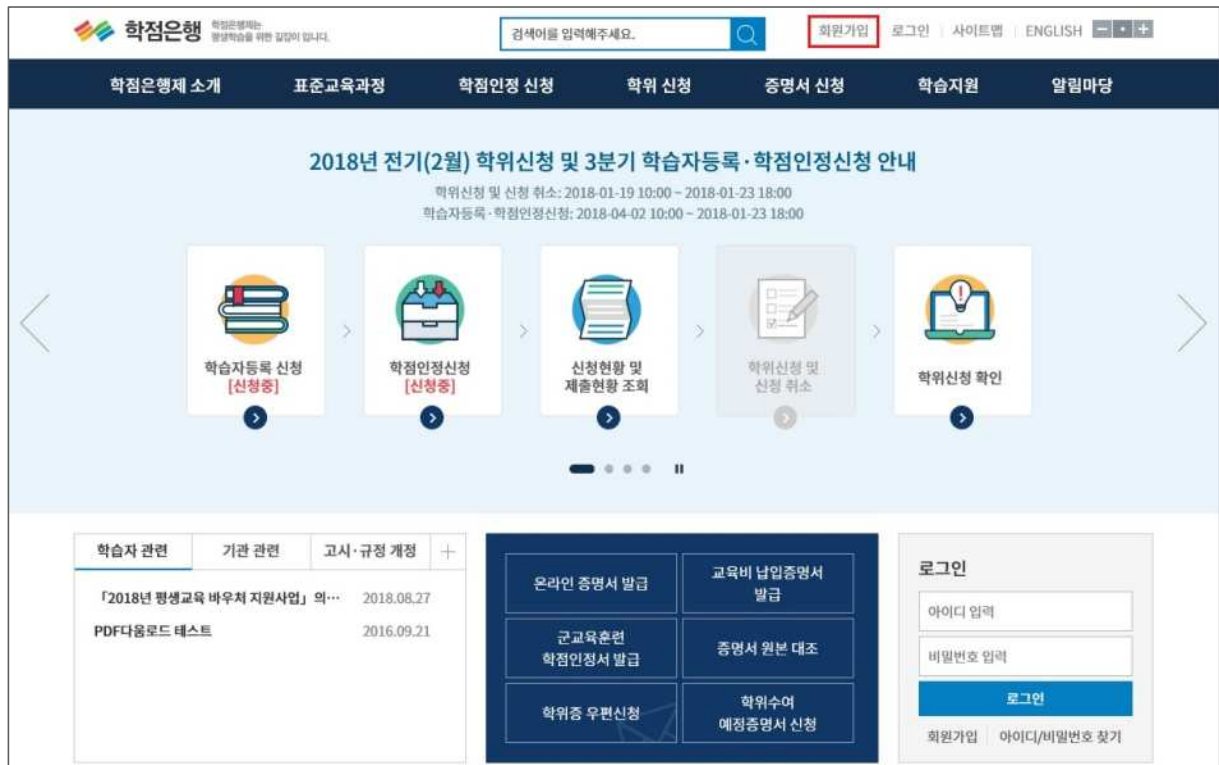 학점은행 학점은행제는
평생학습을 위한 길잡이 입니다.
검색어를 입력해주세요.
회원가입 로그인 사이트맵 ENGLISH
학점은행제 소개 표준교육과정 학점인정 신청 학위 신청 증명서 신청 학습지원 알림마당
2018년 전기(2월) 학위신청 및 3분기 학습자등록·학점인정신청 안내
학위신청 및 신청 취소: 2018-01-19 10:00 ~ 2018-01-23 18:00
학습자등록·학점인정신청: 2018-04-02 10:00 ~ 2018-01-23 18:00
학습자등록 신청
[신청중]
학점인정신청
[신청중]
신청현황 및
제출현황 조회
학위신청 및
신청 취소
학위신청 확인
학습자 관련 기관 관련 고시·규정 개정
「2018년 평생교육 바우처 지원사업」 의… 2018.08.27
PDF다움로드 테스트 2016.09.21
온라인 증명서 발급
교육비 납입증명서
발급
군교육훈련
학점인정서 발급
증명서 원본 대조
학위증 우편신청
학위수여
예정증명서 신청
로그인
아이디 입력
비밀번호 입력
로그인
회원가입 아이디/비밀번호 찾기